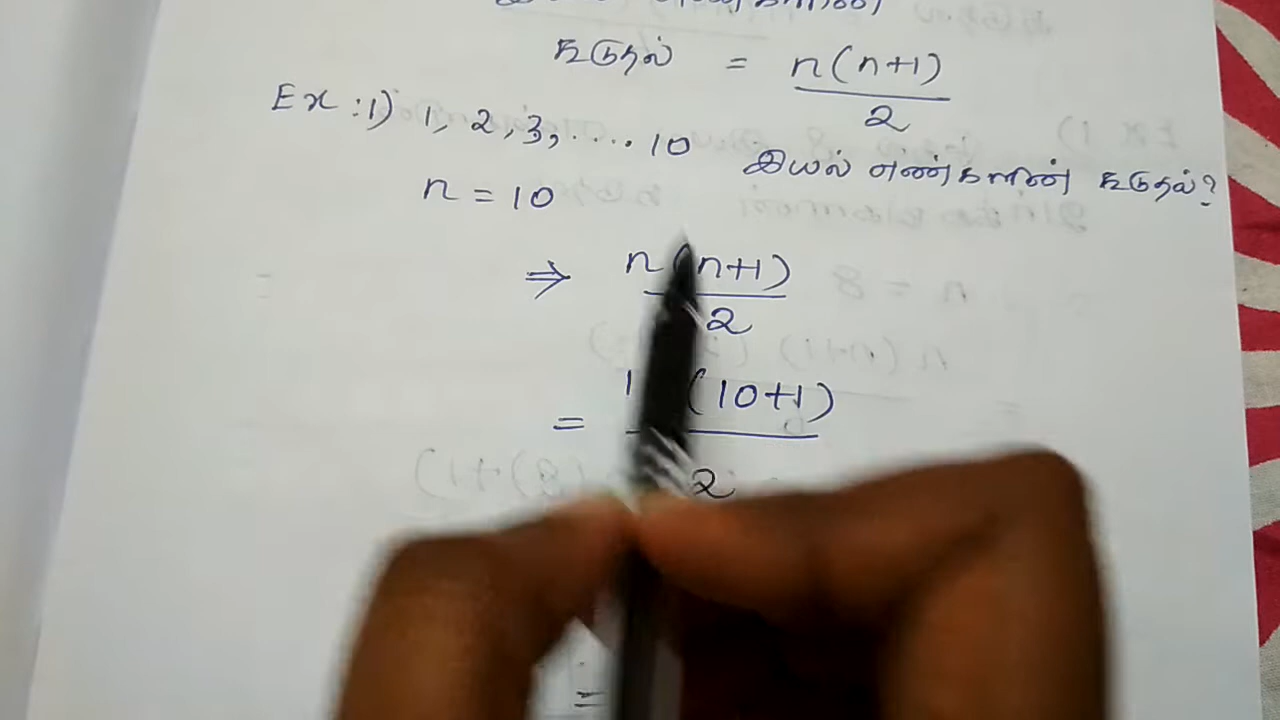 கூடுதல் = n(n+1)
2
Ex :1) 1, 2, 3, .... 10 இயல் எண்களின் கூடுதல்?
n = 10
⇒ n(n+1)
2
= (10+1)
2
=